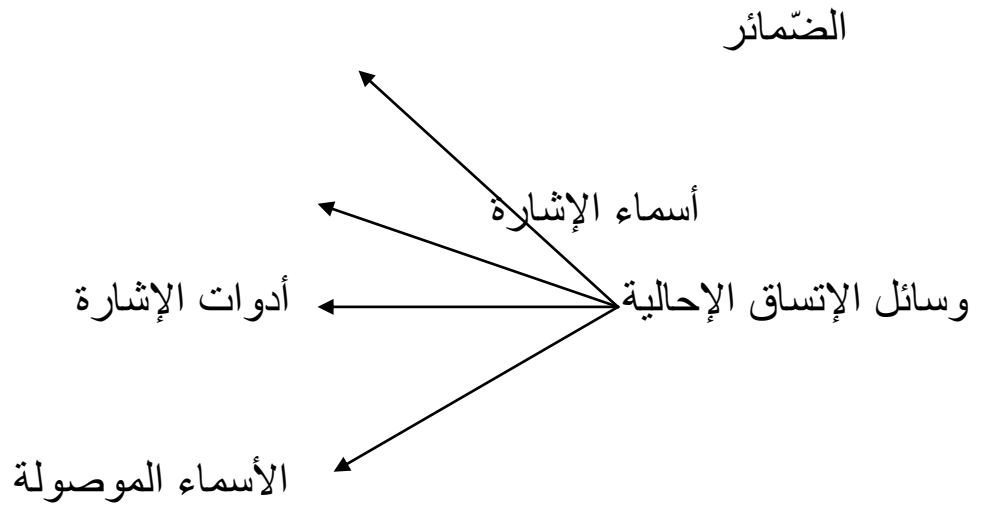 الضّمائر
أسماء الإشارة
وسائل الإتساق الإحالية
أدوات الإشارة
الأسماء الموصولة